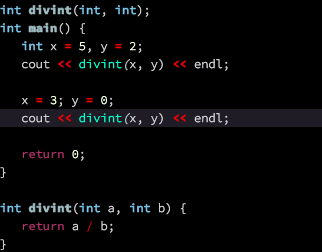 int divint(int, int);
int main() {
int x = 5, y = 2;
cout << divint(x, y) << endl;
x = 3; y = 0;
cout << divint(x, y) << endl;
return 0;
}
int divint(int a, int b) {
return a / b;
}